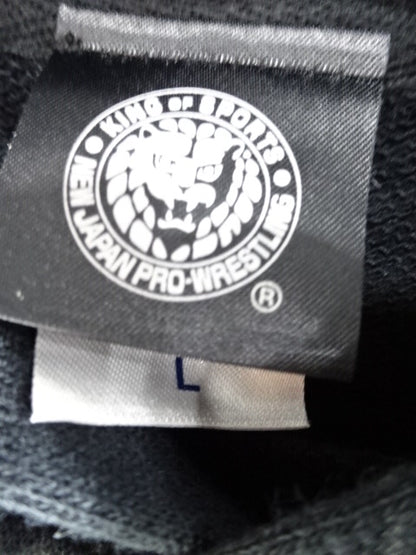 • KING OF SPORTS •
NEW JAPAN PRO-WRESTLING
®
L